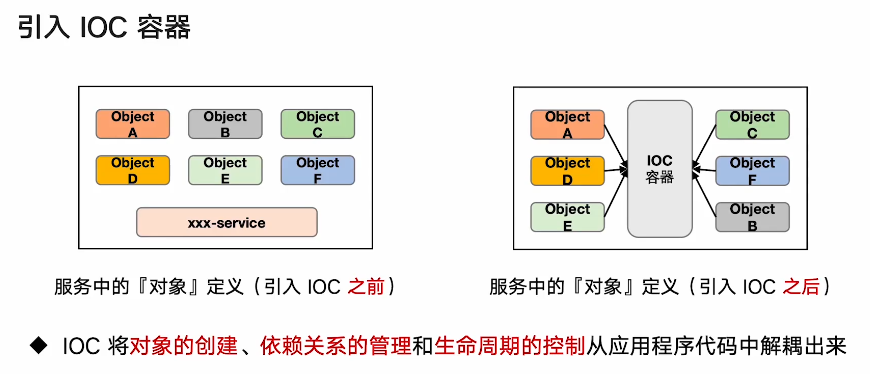 引入 IOC 容器
Object
A
Object
B
Object
C
Object
D
Object
E
Object
F
xxx-service
Object
A
Object
D
Object
E
IOC
容器
Object
C
Object
F
Object
B
服务中的『对象』定义（引入 IOC 之前）
服务中的『对象』定义（引入 IOC 之后）
◆ IOC 将对象的创建、依赖关系的管理和生命周期的控制从应用程序代码中解耦出来